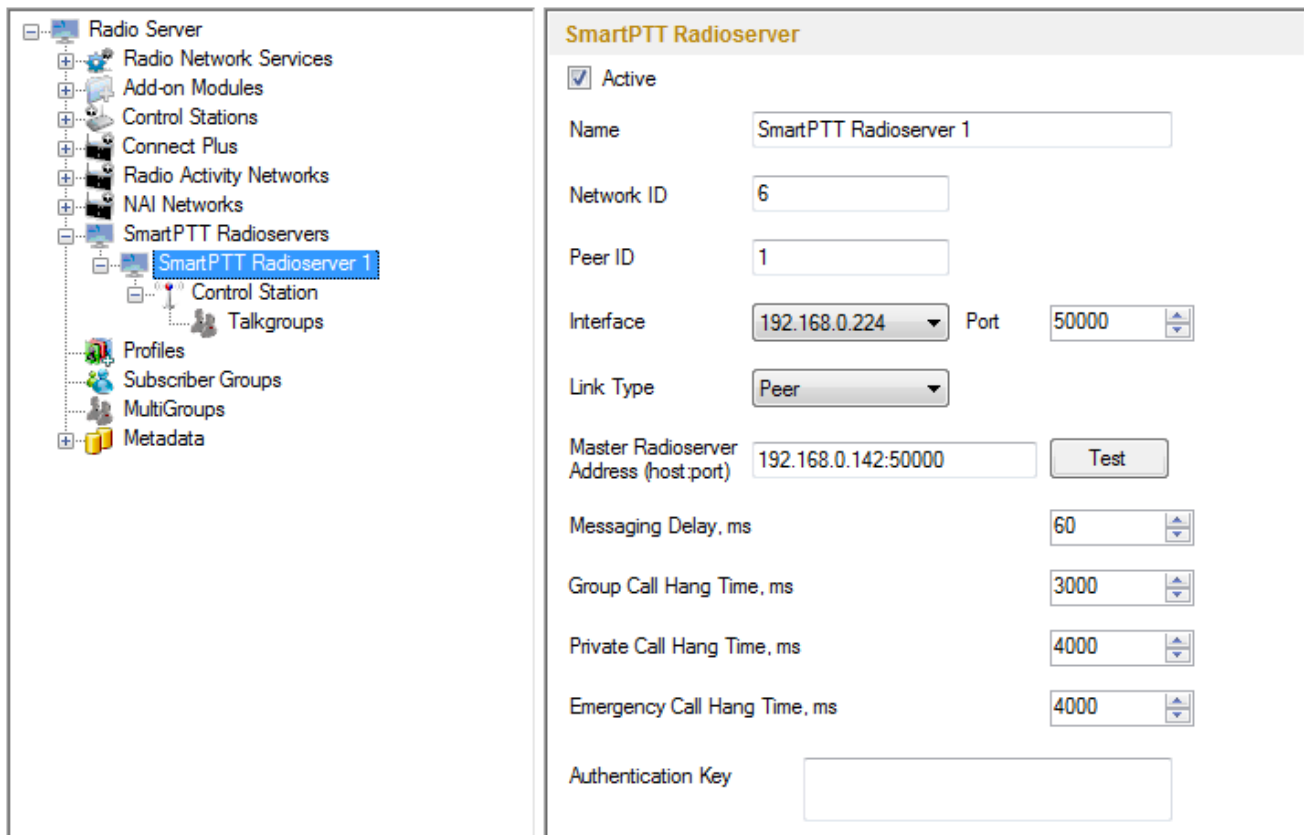 Radio Server
Radio Network Services
Add-on Modules
Control Stations
Connect Plus
Radio Activity Networks
NAI Networks
SmartPTT Radioservers
SmartPTT Radioserver 1
Control Station
Talkgroups
Profiles
Subscriber Groups
MultiGroups
Metadata
SmartPTT Radioserver
Active
Name SmartPTT Radioserver 1
Network ID 6
Peer ID 1
Interface 192.168.0.224 Port 50000
Link Type Peer
Master Radioserver
Address (host:port) 192.168.0.142:50000 Test
Messaging Delay, ms 60
Group Call Hang Time, ms 3000
Private Call Hang Time, ms 4000
Emergency Call Hang Time, ms 4000
Authentication Key